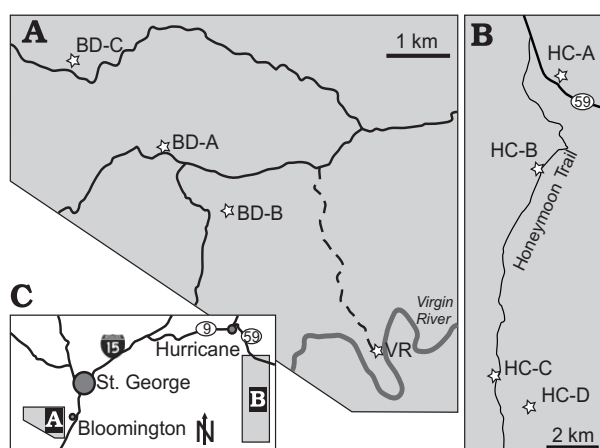 A
BD-C
1 km
BD-A
BD-B
Virgin
River
VR
B
HC-A
59
HC-B
Honeymoon Trail
HC-C
HC-D
2 km
C
15
9
59
Hurricane
St. George
A
B
Bloomington
N